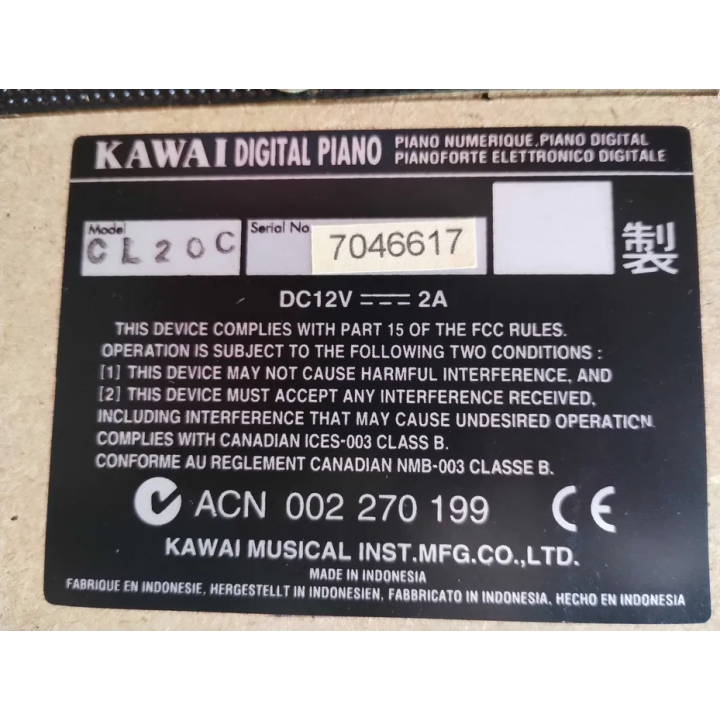 KAWAI DIGITAL PIANO
PIANO NUMERIQUE,PIANO DIGITAL
PIANOFORTE ELETTRONICO DIGITALE
Model
CL20C
Serial No
7046617
製
DC12V ⎓ 2A
THIS DEVICE COMPLIES WITH PART 15 OF THE FCC RULES.
OPERATION IS SUBJECT TO THE FOLLOWING TWO CONDITIONS :
[1] THIS DEVICE MAY NOT CAUSE HARMFUL INTERFERENCE, AND
[2] THIS DEVICE MUST ACCEPT ANY INTERFERENCE RECEIVED,
INCLUDING INTERFERENCE THAT MAY CAUSE UNDESIRED OPERATION.
COMPLIES WITH CANADIAN ICES-003 CLASS B.
CONFORME AU REGLEMENT CANADIAN NMB-003 CLASSE B.
ACN 002 270 199 CE
KAWAI MUSICAL INST.MFG.CO.,LTD.
MADE IN INDONESIA
FABRIQUE EN INDONESIE, HERGESTELLT IN INDONESIEN, FABBRICATO IN INDONESIA, HECHO EN INDONESIA